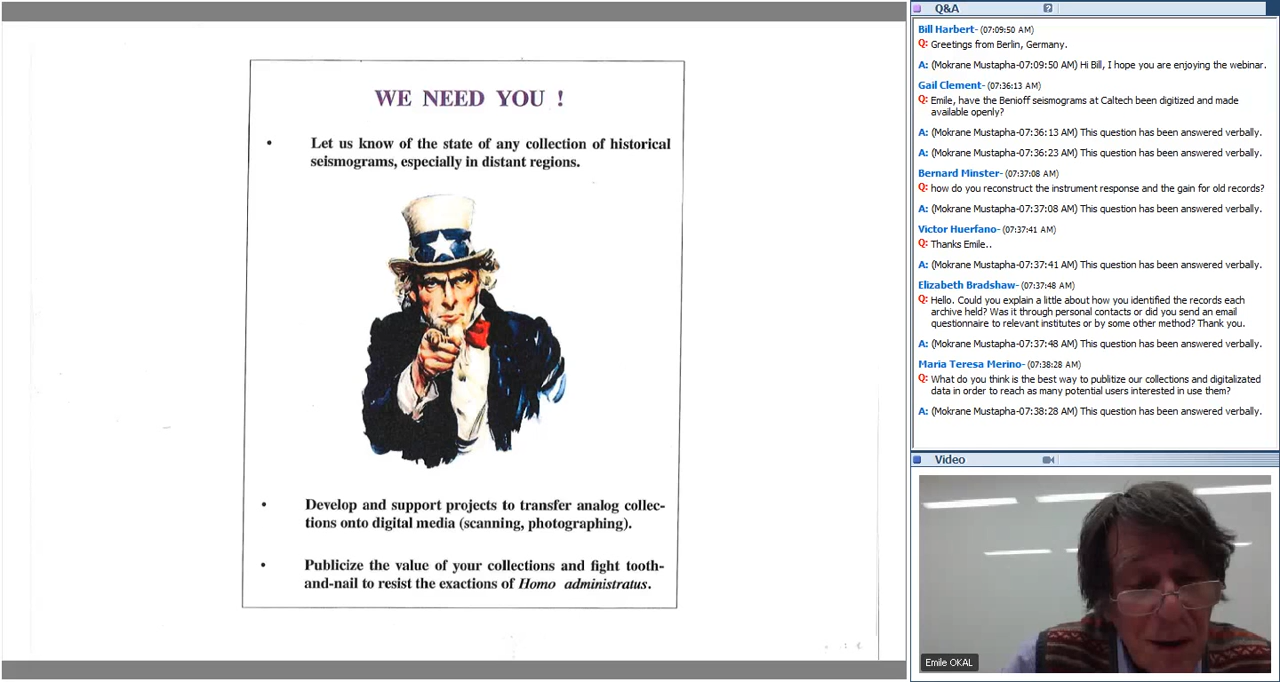 WE NEED YOU !
• Let us know of the state of any collection of historical
seismograms, especially in distant regions.
• Develop and support projects to transfer analog collec-
tions onto digital media (scanning, photographing).
• Publicize the value of your collections and fight tooth-
and-nail to resist the exactions of Homo administratus.
Q&A
Bill Harbert- (07:09:50 AM)
Q: Greetings from Berlin, Germany.
A: (Mokrane Mustapha-07:09:50 AM) Hi Bill, I hope you are enjoying the webinar.
Gail Clement- (07:36:13 AM)
Q: Emile, have the Benioff seismograms at Caltech been digitized and made
available openly?
A: (Mokrane Mustapha-07:36:13 AM) This question has been answered verbally.
A: (Mokrane Mustapha-07:36:23 AM) This question has been answered verbally.
Bernard Minster- (07:37:08 AM)
Q: how do you reconstruct the instrument response and the gain for old records?
A: (Mokrane Mustapha-07:37:08 AM) This question has been answered verbally.
Victor Huerfano- (07:37:41 AM)
Q: Thanks Emile..
A: (Mokrane Mustapha-07:37:41 AM) This question has been answered verbally.
Elizabeth Bradshaw- (07:37:48 AM)
Q: Hello. Could you explain a little about how you identified the records each
archive held? Was it through personal contacts or did you send an email
questionnaire to relevant institutes or by some other method? Thank you.
A: (Mokrane Mustapha-07:37:48 AM) This question has been answered verbally.
Maria Teresa Merino- (07:38:28 AM)
Q: What do you think is the best way to publitize our collections and digitalizated
data in order to reach as many potential users interested in use them?
A: (Mokrane Mustapha-07:38:28 AM) This question has been answered verbally.
Video
Emile OKAL